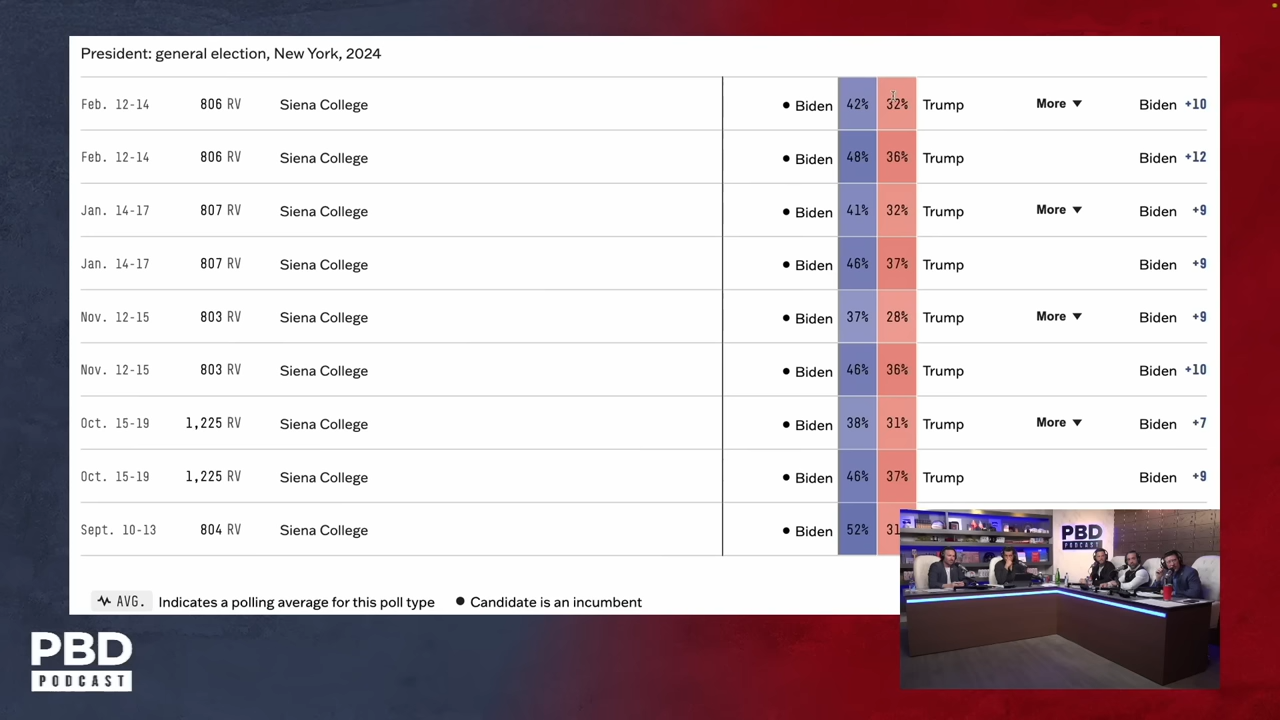 President: general election, New York, 2024
Feb. 12-14 806 RV Siena College Biden 42% 32% Trump More ▼ Biden +10
Feb. 12-14 806 RV Siena College Biden 48% 36% Trump Biden +12
Jan. 14-17 807 RV Siena College Biden 41% 32% Trump More ▼ Biden +9
Jan. 14-17 807 RV Siena College Biden 46% 37% Trump Biden +9
Nov. 12-15 803 RV Siena College Biden 37% 28% Trump More ▼ Biden +9
Nov. 12-15 803 RV Siena College Biden 46% 36% Trump Biden +10
Oct. 15-19 1,225 RV Siena College Biden 38% 31% Trump More ▼ Biden +7
Oct. 15-19 1,225 RV Siena College Biden 46% 37% Trump Biden +9
Sept. 10-13 804 RV Siena College Biden 52% 31
AVG. Indicates a polling average for this poll type ● Candidate is an incumbent
PBD
PODCAST
PBD
PODCAST